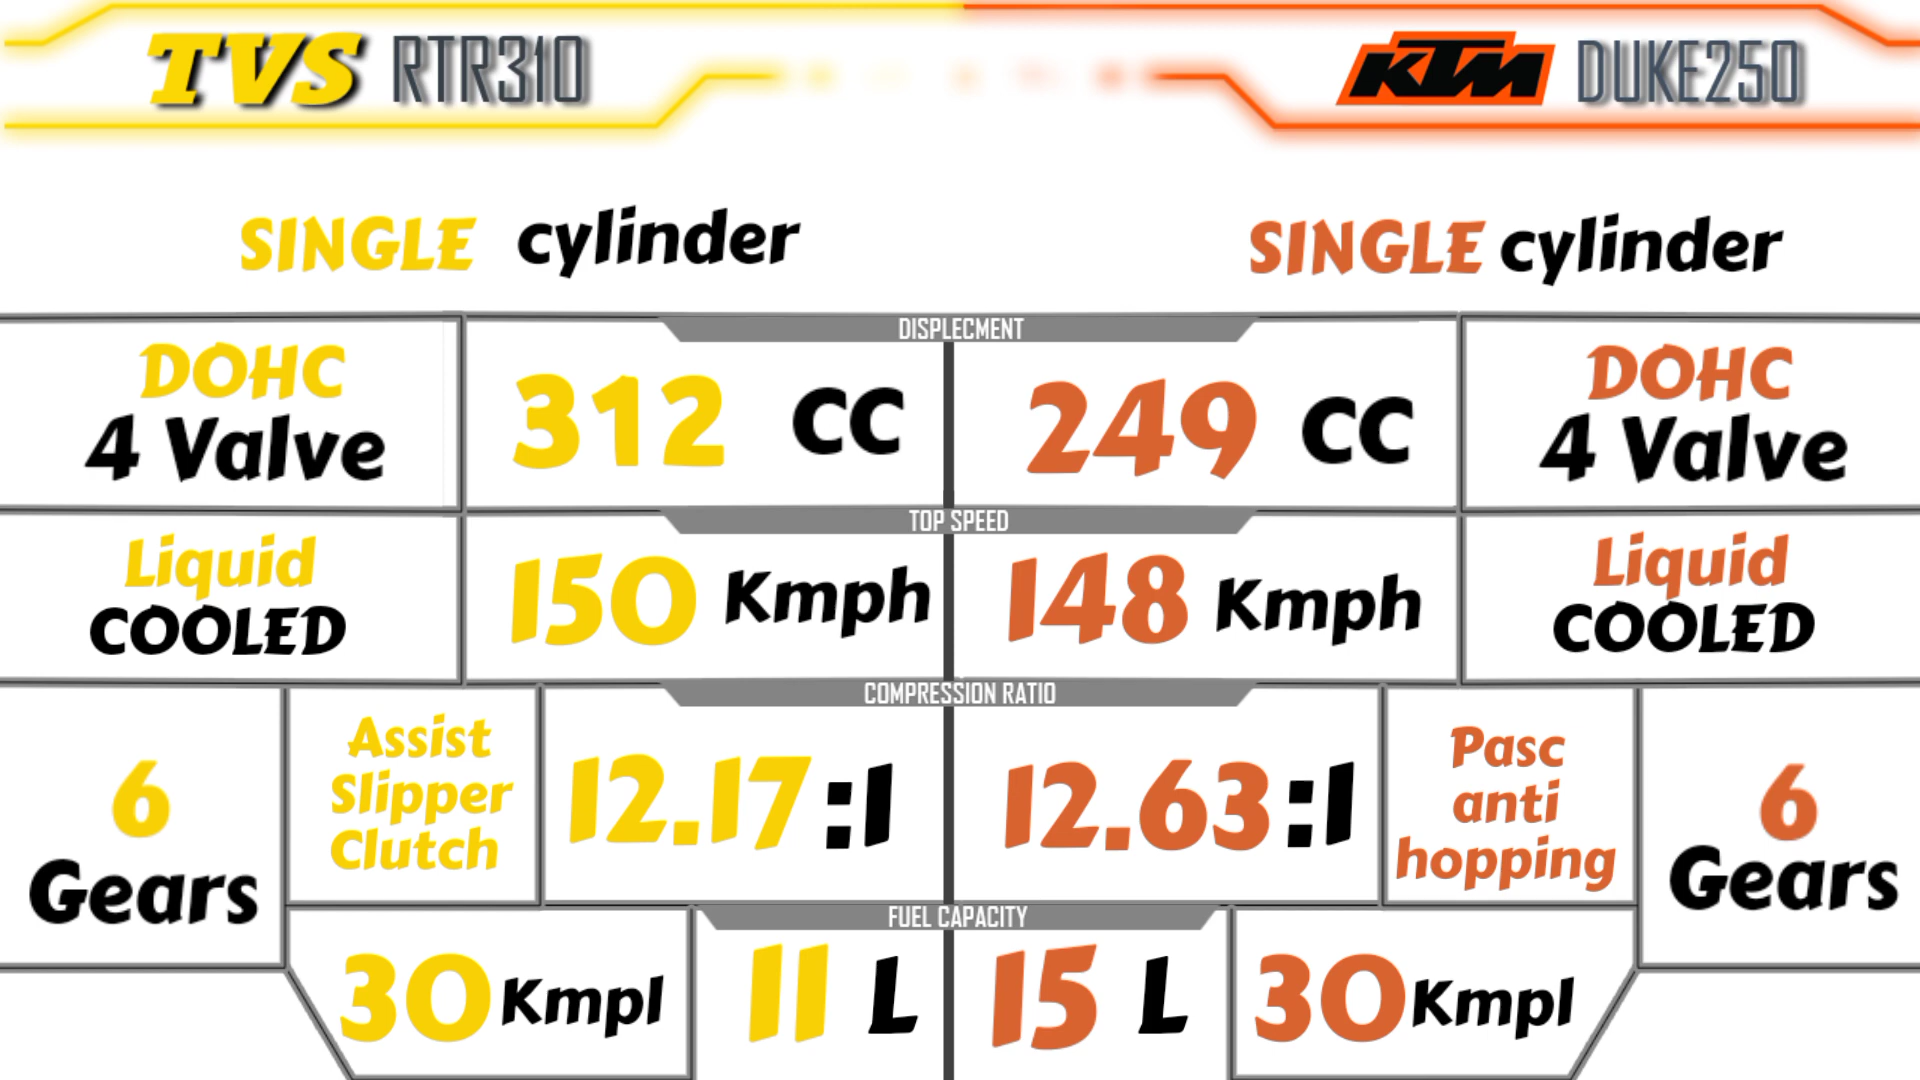 TVS RTR310
KTM DUKE250
SINGLE cylinder
SINGLE cylinder
DISPLECMENT
DOHC
4 Valve
312 CC
249 CC
DOHC
4 Valve
TOP SPEED
Liquid
COOLED
150 Kmph
148 Kmph
Liquid
COOLED
COMPRESSION RATIO
6
Gears
Assist
Slipper
Clutch
12.17:1
12.63:1
Pasc
anti
hopping
6
Gears
FUEL CAPACITY
30 Kmpl
11 L
15 L
30 Kmpl